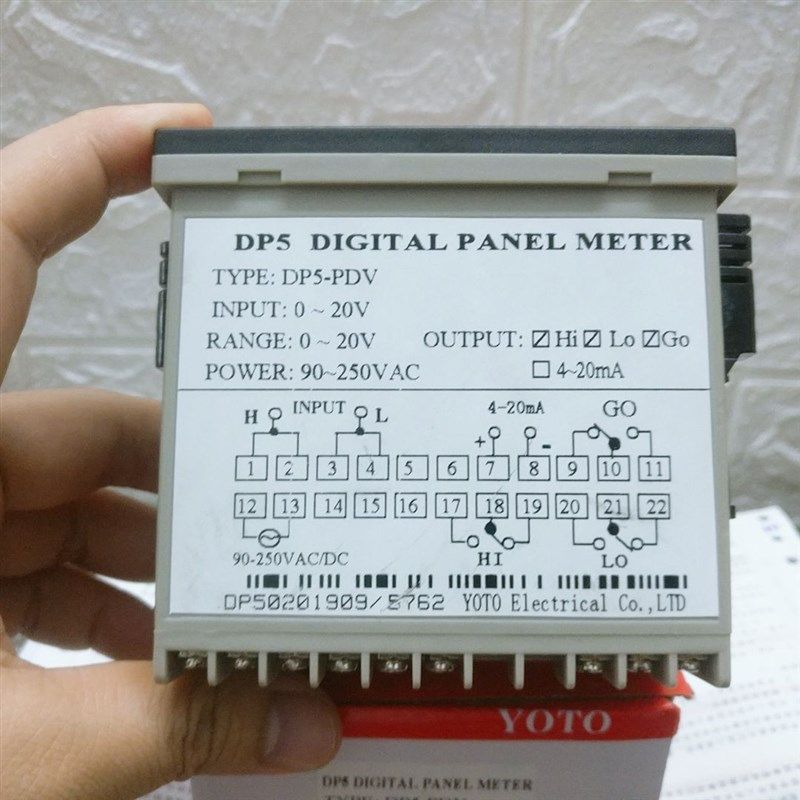 DP5 DIGITAL PANEL METER
TYPE: DP5-PDV
INPUT: 0 ~ 20V
RANGE: 0 ~ 20V OUTPUT: ☑ Hi ☑ Lo ☑ Go
POWER: 90~250VAC ☐ 4~20mA
H INPUT L 4-20mA GO
+ -
1 2 3 4 5 6 7 8 9 10 11
12 13 14 15 16 17 18 19 20 21 22
90-250VAC/DC HI LO
DP50201909/5762 YOTO Electrical Co.,LTD
YOTO
DP5 DIGITAL PANEL METER